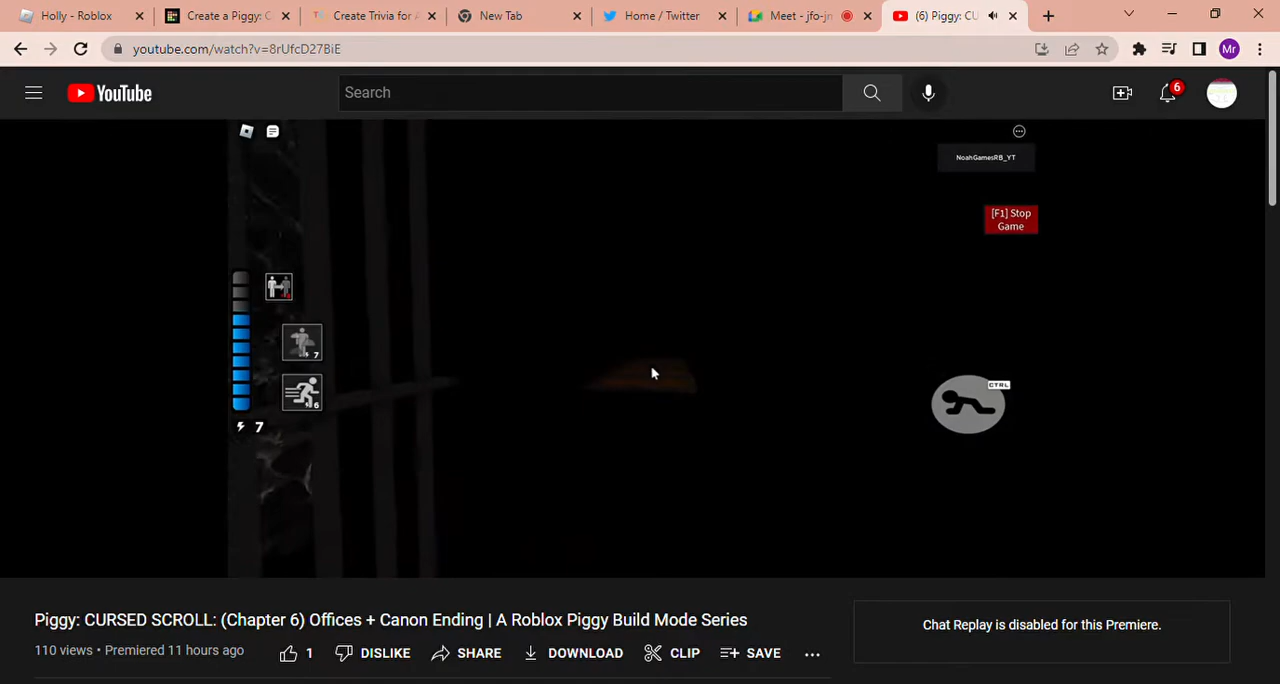 Holly - Roblox
Create a Piggy: C
Create Trivia for A
New Tab
Home / Twitter
Meet - jfo-jn
(6) Piggy: CU
youtube.com/watch?v=8rUfcD27BiE
Mr
YouTube
Search
6
NoahGamesRB_YT
[F1] Stop
Game
7
6
7
CTRL
Piggy: CURSED SCROLL: (Chapter 6) Offices + Canon Ending | A Roblox Piggy Build Mode Series
110 views • Premiered 11 hours ago
1
DISLIKE
SHARE
DOWNLOAD
CLIP
SAVE
Chat Replay is disabled for this Premiere.